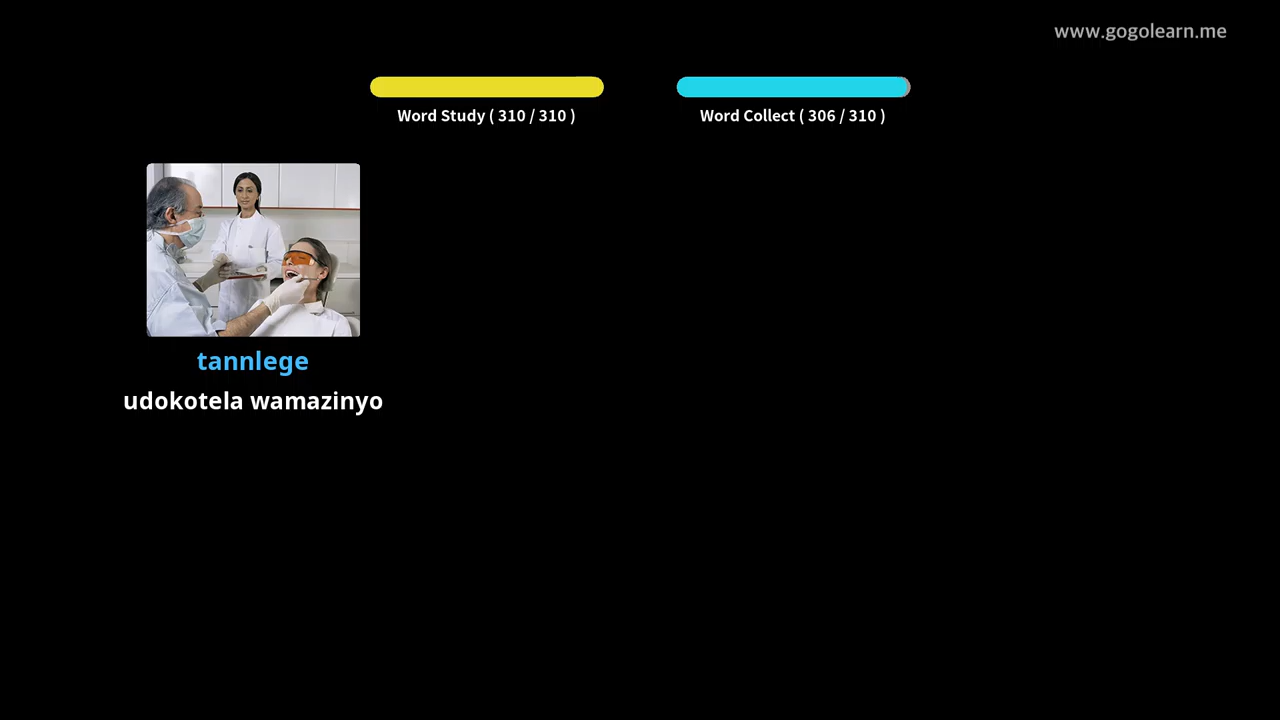 www.gogolearn.me
Word Study ( 310 / 310 )
Word Collect ( 306 / 310 )
tannlege
udokotela wamazinyo